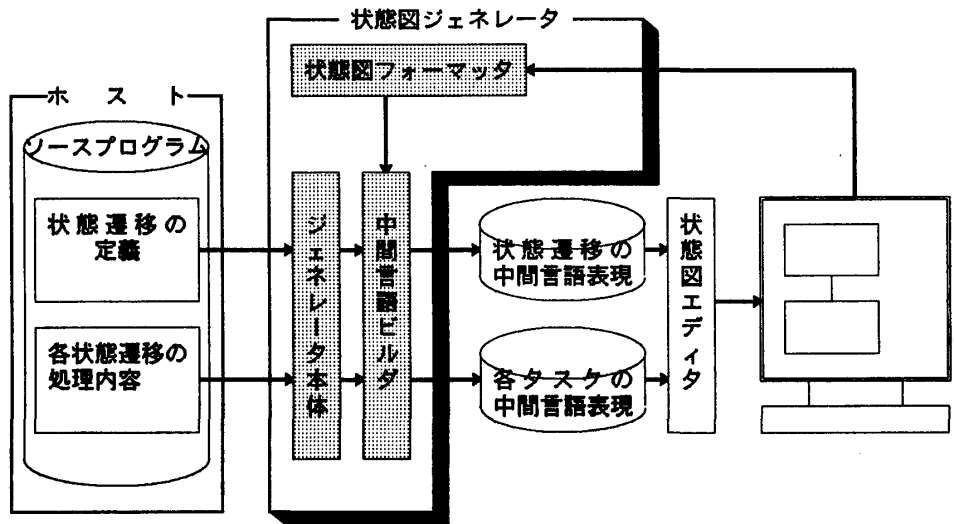 状態図ジェネレータ
状態図フォーマッタ
ホスト
ソースプログラム
状態遷移の
定義
各状態遷移の
処理内容
ジェネレータ本体
中間言語ビルダ
状態遷移の
中間言語表現
各タスクの
中間言語表現
状態図エディタ